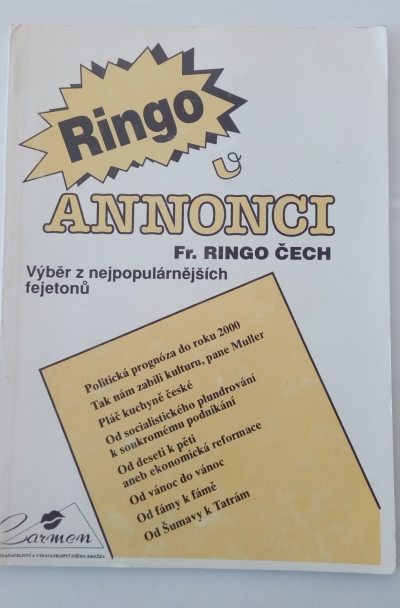 Ringo
v
ANNONCI
Fr. RINGO ČECH
Výběr z nejpopulárnějších
fejetonů
Politická prognóza do roku 2000
Tak nám zabili kulturu, pane Muller
Pláč kuchyně české
Od socialistického plundrování
k soukromému podnikání
Od deseti k pěti
aneb ekonomická reformace
Od vánoc do vánoc
Od fámy k fámě
Od Šumavy k Tatrám
Carmen